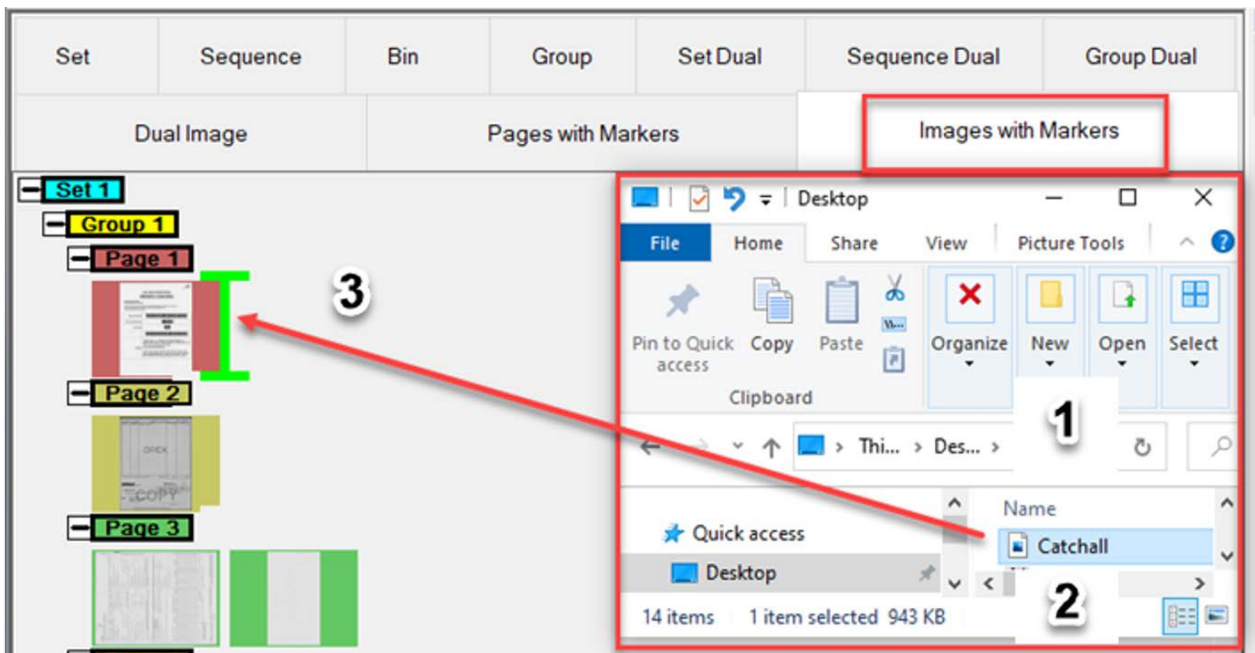 Set Sequence Bin Group Set Dual Sequence Dual Group Dual
Dual Image Pages with Markers Images with Markers
Set 1
Group 1
Page 1
3
Page 2
COPY
Page 3
Desktop
File Home Share View Picture Tools
Pin to Quick access
Copy
Paste
Organize
New
Open
Select
Clipboard
1
Thi... > Des... >
Name
Quick access
Catchall
Desktop
2
14 items 1 item selected 943 KB